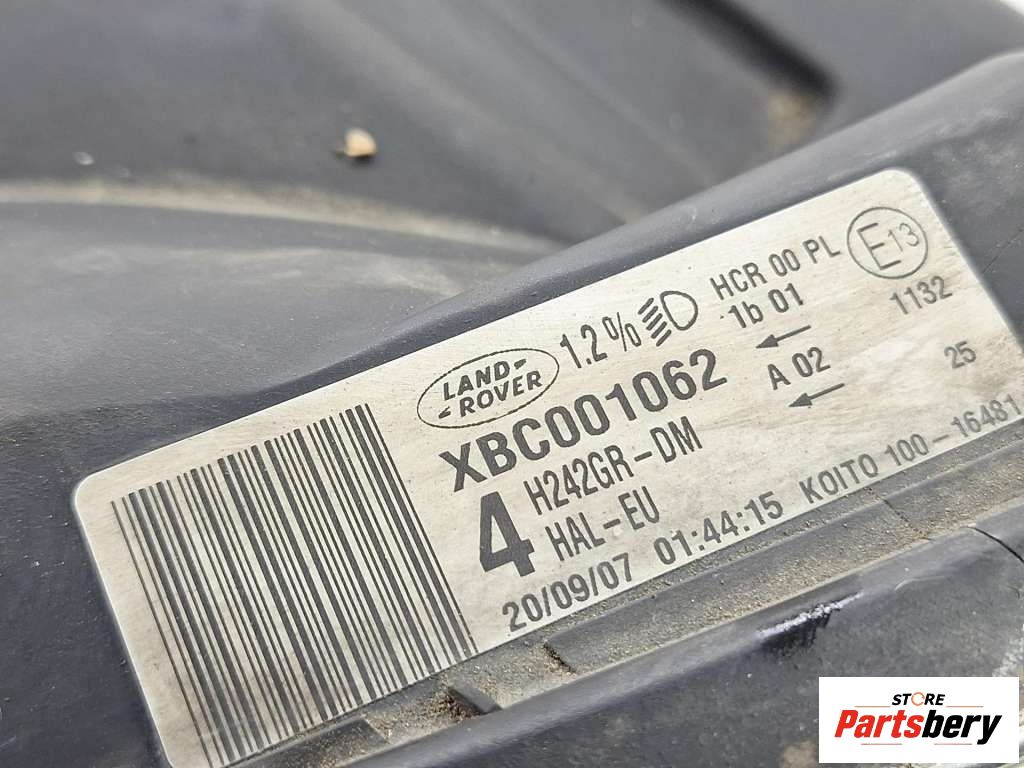 LAND-
-ROVER
1.2%
HCR 00 PL
1b 01
E13
1132
XBC001062
A 02
25
4
H242GR-DM
HAL-EU
20/09/07 01:44:15 KOITO 100-16481
STORE
Partsbery